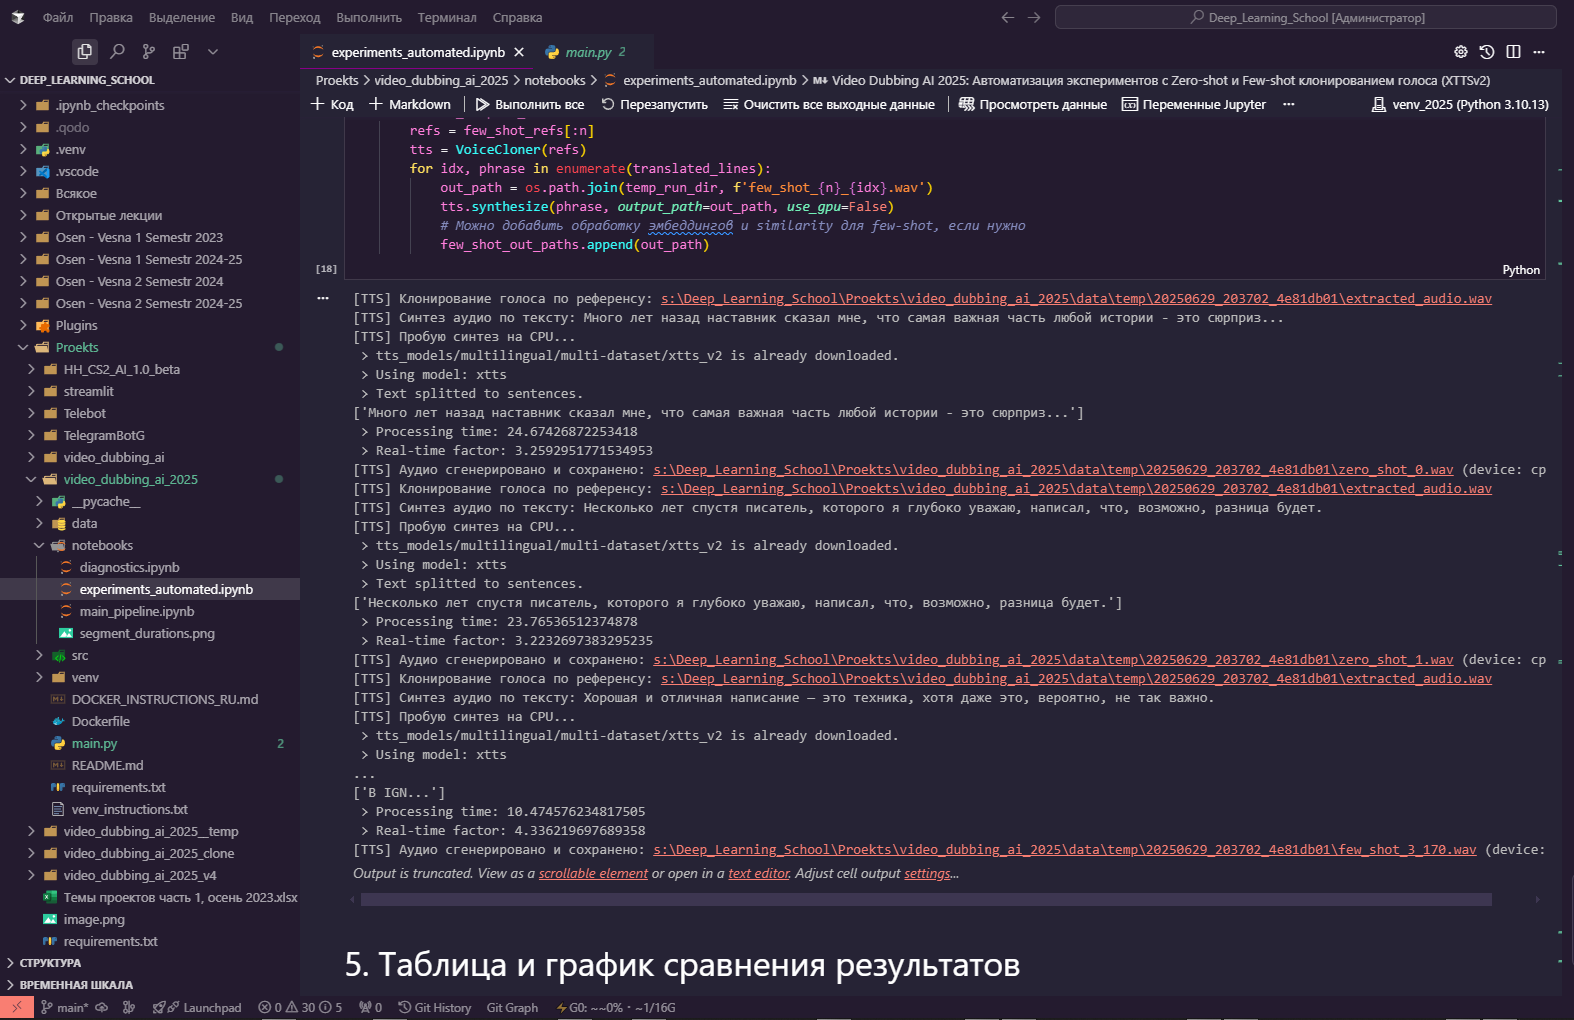 Файл Правка Выделение Вид Переход Выполнить Терминал Справка
Deep_Learning_School [Администратор]
experiments_automated.ipynb
main.py 2
DEEP_LEARNING_SCHOOL
.ipynb_checkpoints
.qodo
.venv
.vscode
Всякое
Открытые лекции
Osen - Vesna 1 Semestr 2023
Osen - Vesna 1 Semestr 2024-25
Osen - Vesna 2 Semestr 2024
Osen - Vesna 2 Semestr 2024-25
Plugins
Proekts
HH_CS2_AI_1.0_beta
streamlit
Telebot
TelegramBotG
video_dubbing_ai
video_dubbing_ai_2025
__pycache__
data
notebooks
diagnostics.ipynb
experiments_automated.ipynb
main_pipeline.ipynb
segment_durations.png
src
venv
DOCKER_INSTRUCTIONS_RU.md
Dockerfile
main.py 2
README.md
requirements.txt
venv_instructions.txt
video_dubbing_ai_2025__temp
video_dubbing_ai_2025_clone
video_dubbing_ai_2025_v4
Темы проектов часть 1, осень 2023.xlsx
image.png
requirements.txt
СТРУКТУРА
ВРЕМЕННАЯ ШКАЛА
Proekts > video_dubbing_ai_2025 > notebooks > experiments_automated.ipynb > M↓ Video Dubbing AI 2025: Автоматизация экспериментов с Zero-shot и Few-shot клонированием голоса (XTTSv2)
+ Код + Markdown | Выполнить все Перезапустить Очистить все выходные данные | Просмотреть данные Переменные Jupyter ... venv_2025 (Python 3.10.13)
refs = few_shot_refs[:n]
tts = VoiceCloner(refs)
for idx, phrase in enumerate(translated_lines):
out_path = os.path.join(temp_run_dir, f'few_shot_{n}_{idx}.wav')
tts.synthesize(phrase, output_path=out_path, use_gpu=False)
# Можно добавить обработку эмбеддингов и similarity для few-shot, если нужно
few_shot_out_paths.append(out_path)
[18]
Python
[TTS] Клонирование голоса по референсу: s:\Deep_Learning_School\Proekts\video_dubbing_ai_2025\data\temp\20250629_203702_4e81db01\extracted_audio.wav
[TTS] Синтез аудио по тексту: Много лет назад наставник сказал мне, что самая важная часть любой истории - это сюрприз...
[TTS] Пробую синтез на CPU...
> tts_models/multilingual/multi-dataset/xtts_v2 is already downloaded.
> Using model: xtts
> Text splitted to sentences.
['Много лет назад наставник сказал мне, что самая важная часть любой истории - это сюрприз...']
> Processing time: 24.67426872253418
> Real-time factor: 3.2592951771534953
[TTS] Аудио сгенерировано и сохранено: s:\Deep_Learning_School\Proekts\video_dubbing_ai_2025\data\temp\20250629_203702_4e81db01\zero_shot_0.wav (device: cp
[TTS] Клонирование голоса по референсу: s:\Deep_Learning_School\Proekts\video_dubbing_ai_2025\data\temp\20250629_203702_4e81db01\extracted_audio.wav
[TTS] Синтез аудио по тексту: Несколько лет спустя писатель, которого я глубоко уважаю, написал, что, возможно, разница будет.
[TTS] Пробую синтез на CPU...
> tts_models/multilingual/multi-dataset/xtts_v2 is already downloaded.
> Using model: xtts
> Text splitted to sentences.
['Несколько лет спустя писатель, которого я глубоко уважаю, написал, что, возможно, разница будет.']
> Processing time: 23.76536512374878
> Real-time factor: 3.2232697383295235
[TTS] Аудио сгенерировано и сохранено: s:\Deep_Learning_School\Proekts\video_dubbing_ai_2025\data\temp\20250629_203702_4e81db01\zero_shot_1.wav (device: cp
[TTS] Клонирование голоса по референсу: s:\Deep_Learning_School\Proekts\video_dubbing_ai_2025\data\temp\20250629_203702_4e81db01\extracted_audio.wav
[TTS] Синтез аудио по тексту: Хорошая и отличная написание — это техника, хотя даже это, вероятно, не так важно.
[TTS] Пробую синтез на CPU...
> tts_models/multilingual/multi-dataset/xtts_v2 is already downloaded.
> Using model: xtts
...
['В IGN...']
> Processing time: 10.474576234817505
> Real-time factor: 4.336219697689358
[TTS] Аудио сгенерировано и сохранено: s:\Deep_Learning_School\Proekts\video_dubbing_ai_2025\data\temp\20250629_203702_4e81db01\few_shot_3_170.wav (device:
Output is truncated. View as a scrollable element or open in a text editor. Adjust cell output settings...
5. Таблица и график сравнения результатов
main* Launchpad 0 30 5 0 Git History Git Graph G0: ~~0% · ~1/16G